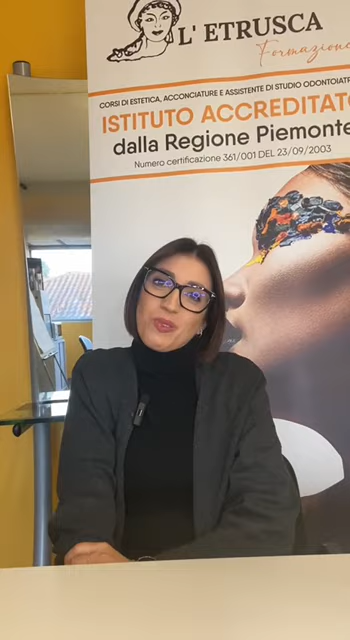 L' ETRUSCA
Formazione
CORSI DI ESTETICA, ACCONCIATURE E ASSISTENTE DI STUDIO ODONTOIATR
ISTITUTO ACCREDITATO
dalla Regione Piemonte
Numero certificazione 361/001 DEL 23/09/2003